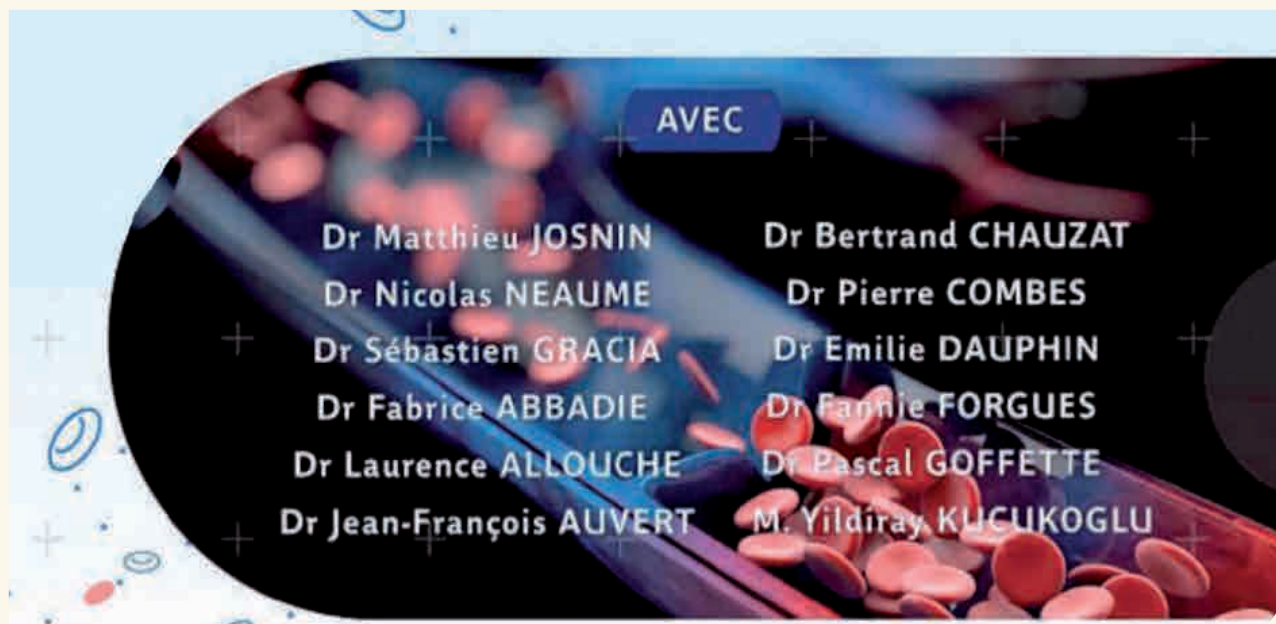 AVEC
Dr Matthieu JOSNIN
Dr Nicolas NEAUME
Dr Sébastien GRACIA
Dr Fabrice ABBADIE
Dr Laurence ALLOUCHE
Dr Jean-François AUVERT
Dr Bertrand CHAUZAT
Dr Pierre COMBES
Dr Emilie DAUPHIN
Dr Fannie FORGUES
Dr Pascal GOFFETTE
M. Yildiray KUCUKOGLU